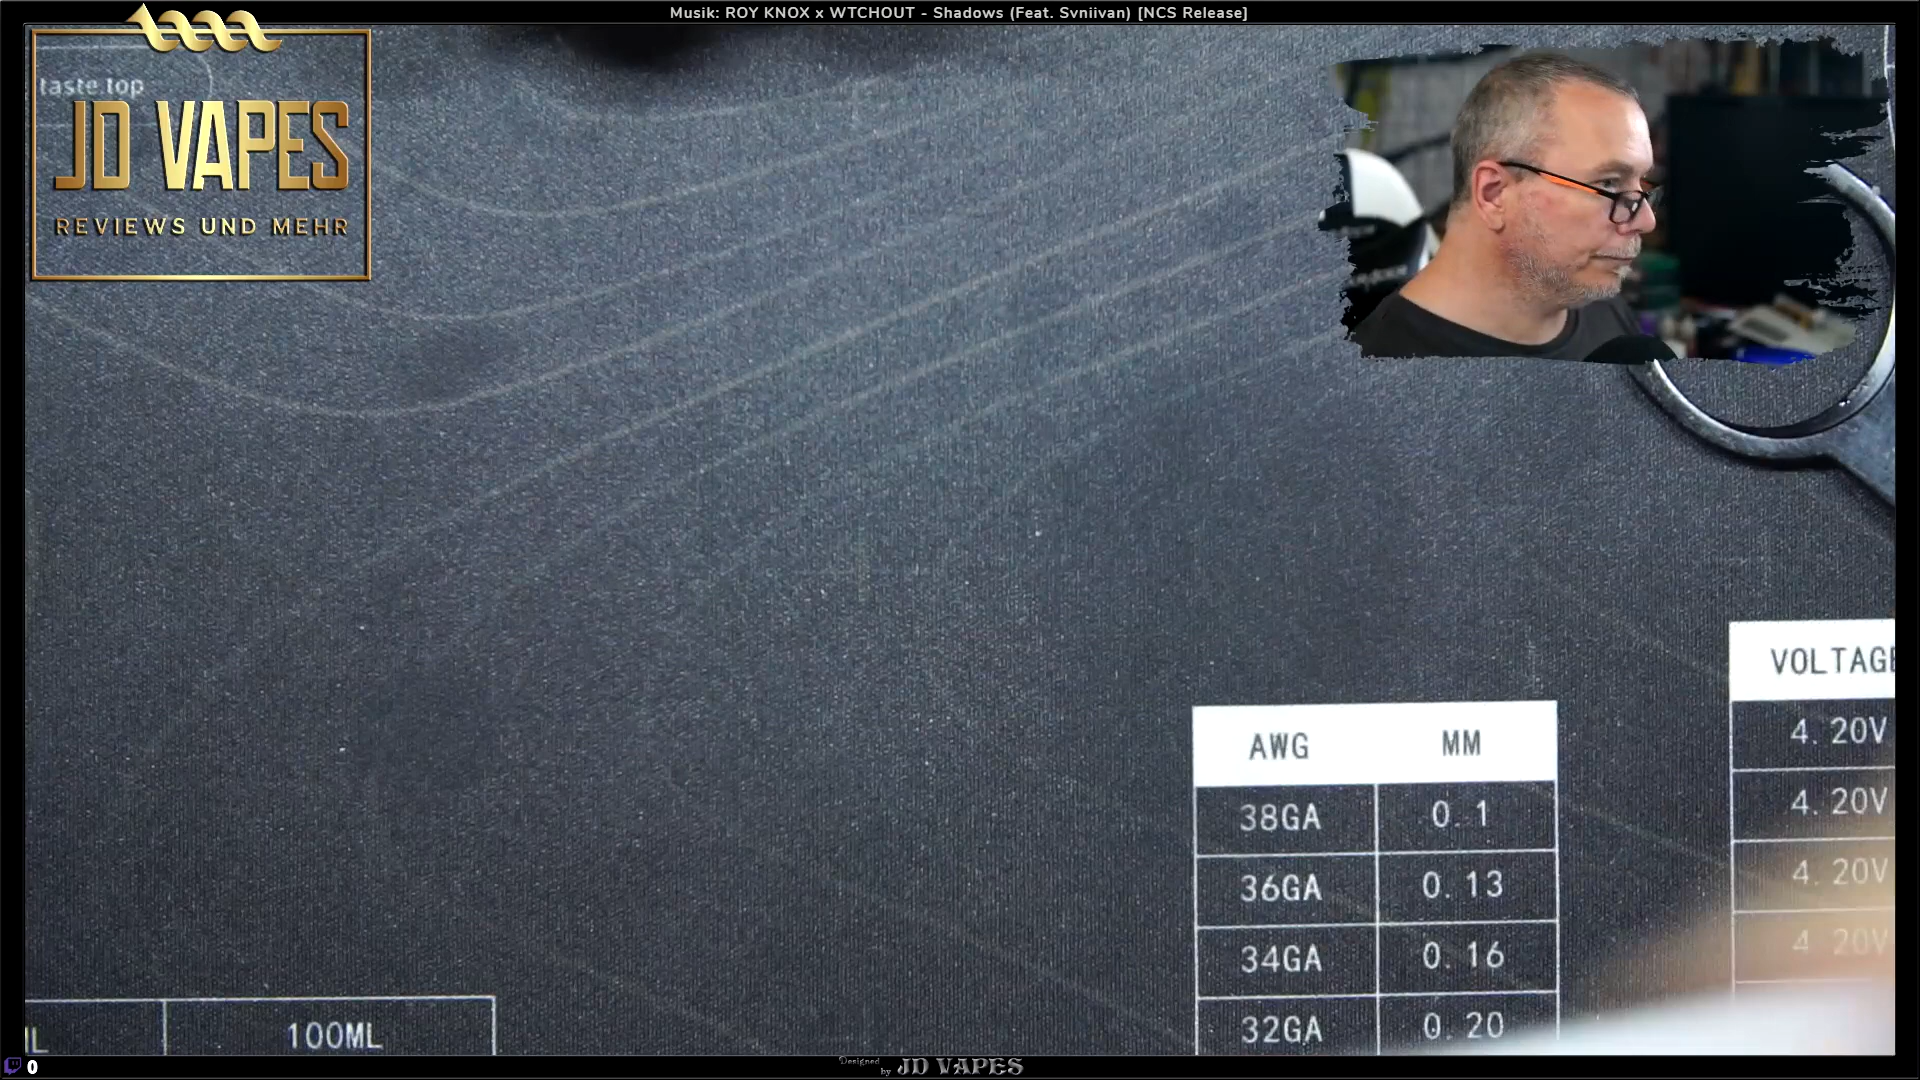 Musik: ROY KNOX x WTCHOUT - Shadows (Feat. Svniivan) [NCS Release]
taste.top
JD VAPES
REVIEWS UND MEHR
VOLTAGE
4.20V
4.20V
4.20V
4.20V
AWG MM
38GA 0.1
36GA 0.13
34GA 0.16
32GA 0.20
100ML
0
Designed by JD VAPES